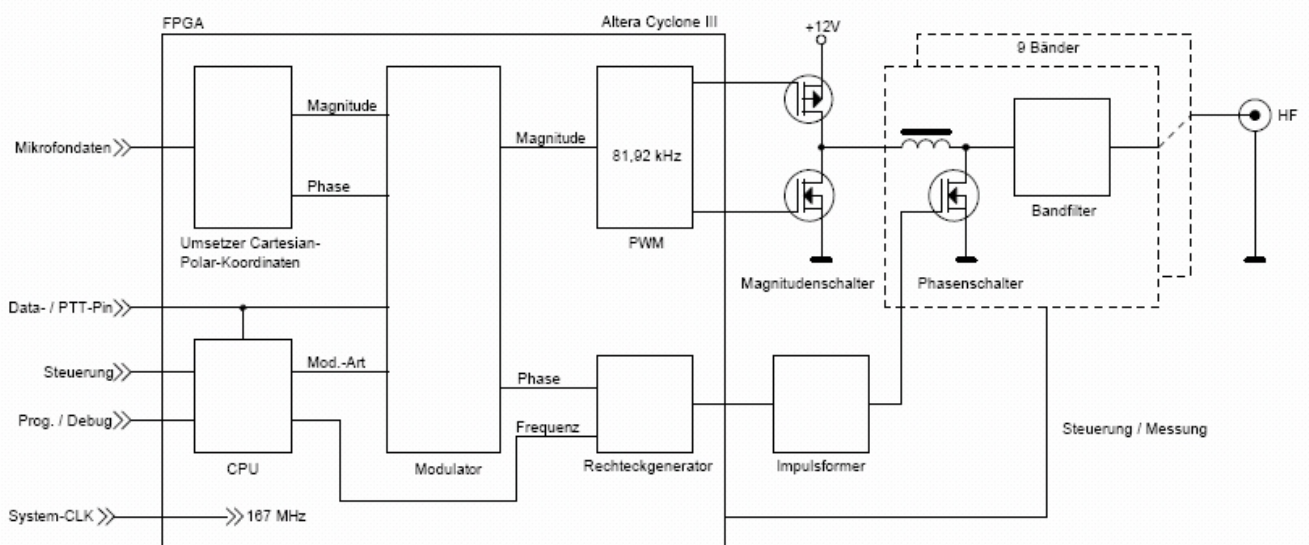 FPGA
Altera Cyclone III
+12V
9 Bänder
Mikrofondaten
Magnitude
Phase
Magnitude
81,92 kHz
HF
Umsetzer Cartesian-
Polar-Koordinaten
PWM
Bandfilter
Magnitudenschalter
Phasenschalter
Data- / PTT-Pin
Steuerung
Mod.-Art
Prog. / Debug
Phase
Frequenz
Steuerung / Messung
CPU
Modulator
Rechteckgenerator
Impulsformer
System-CLK
167 MHz